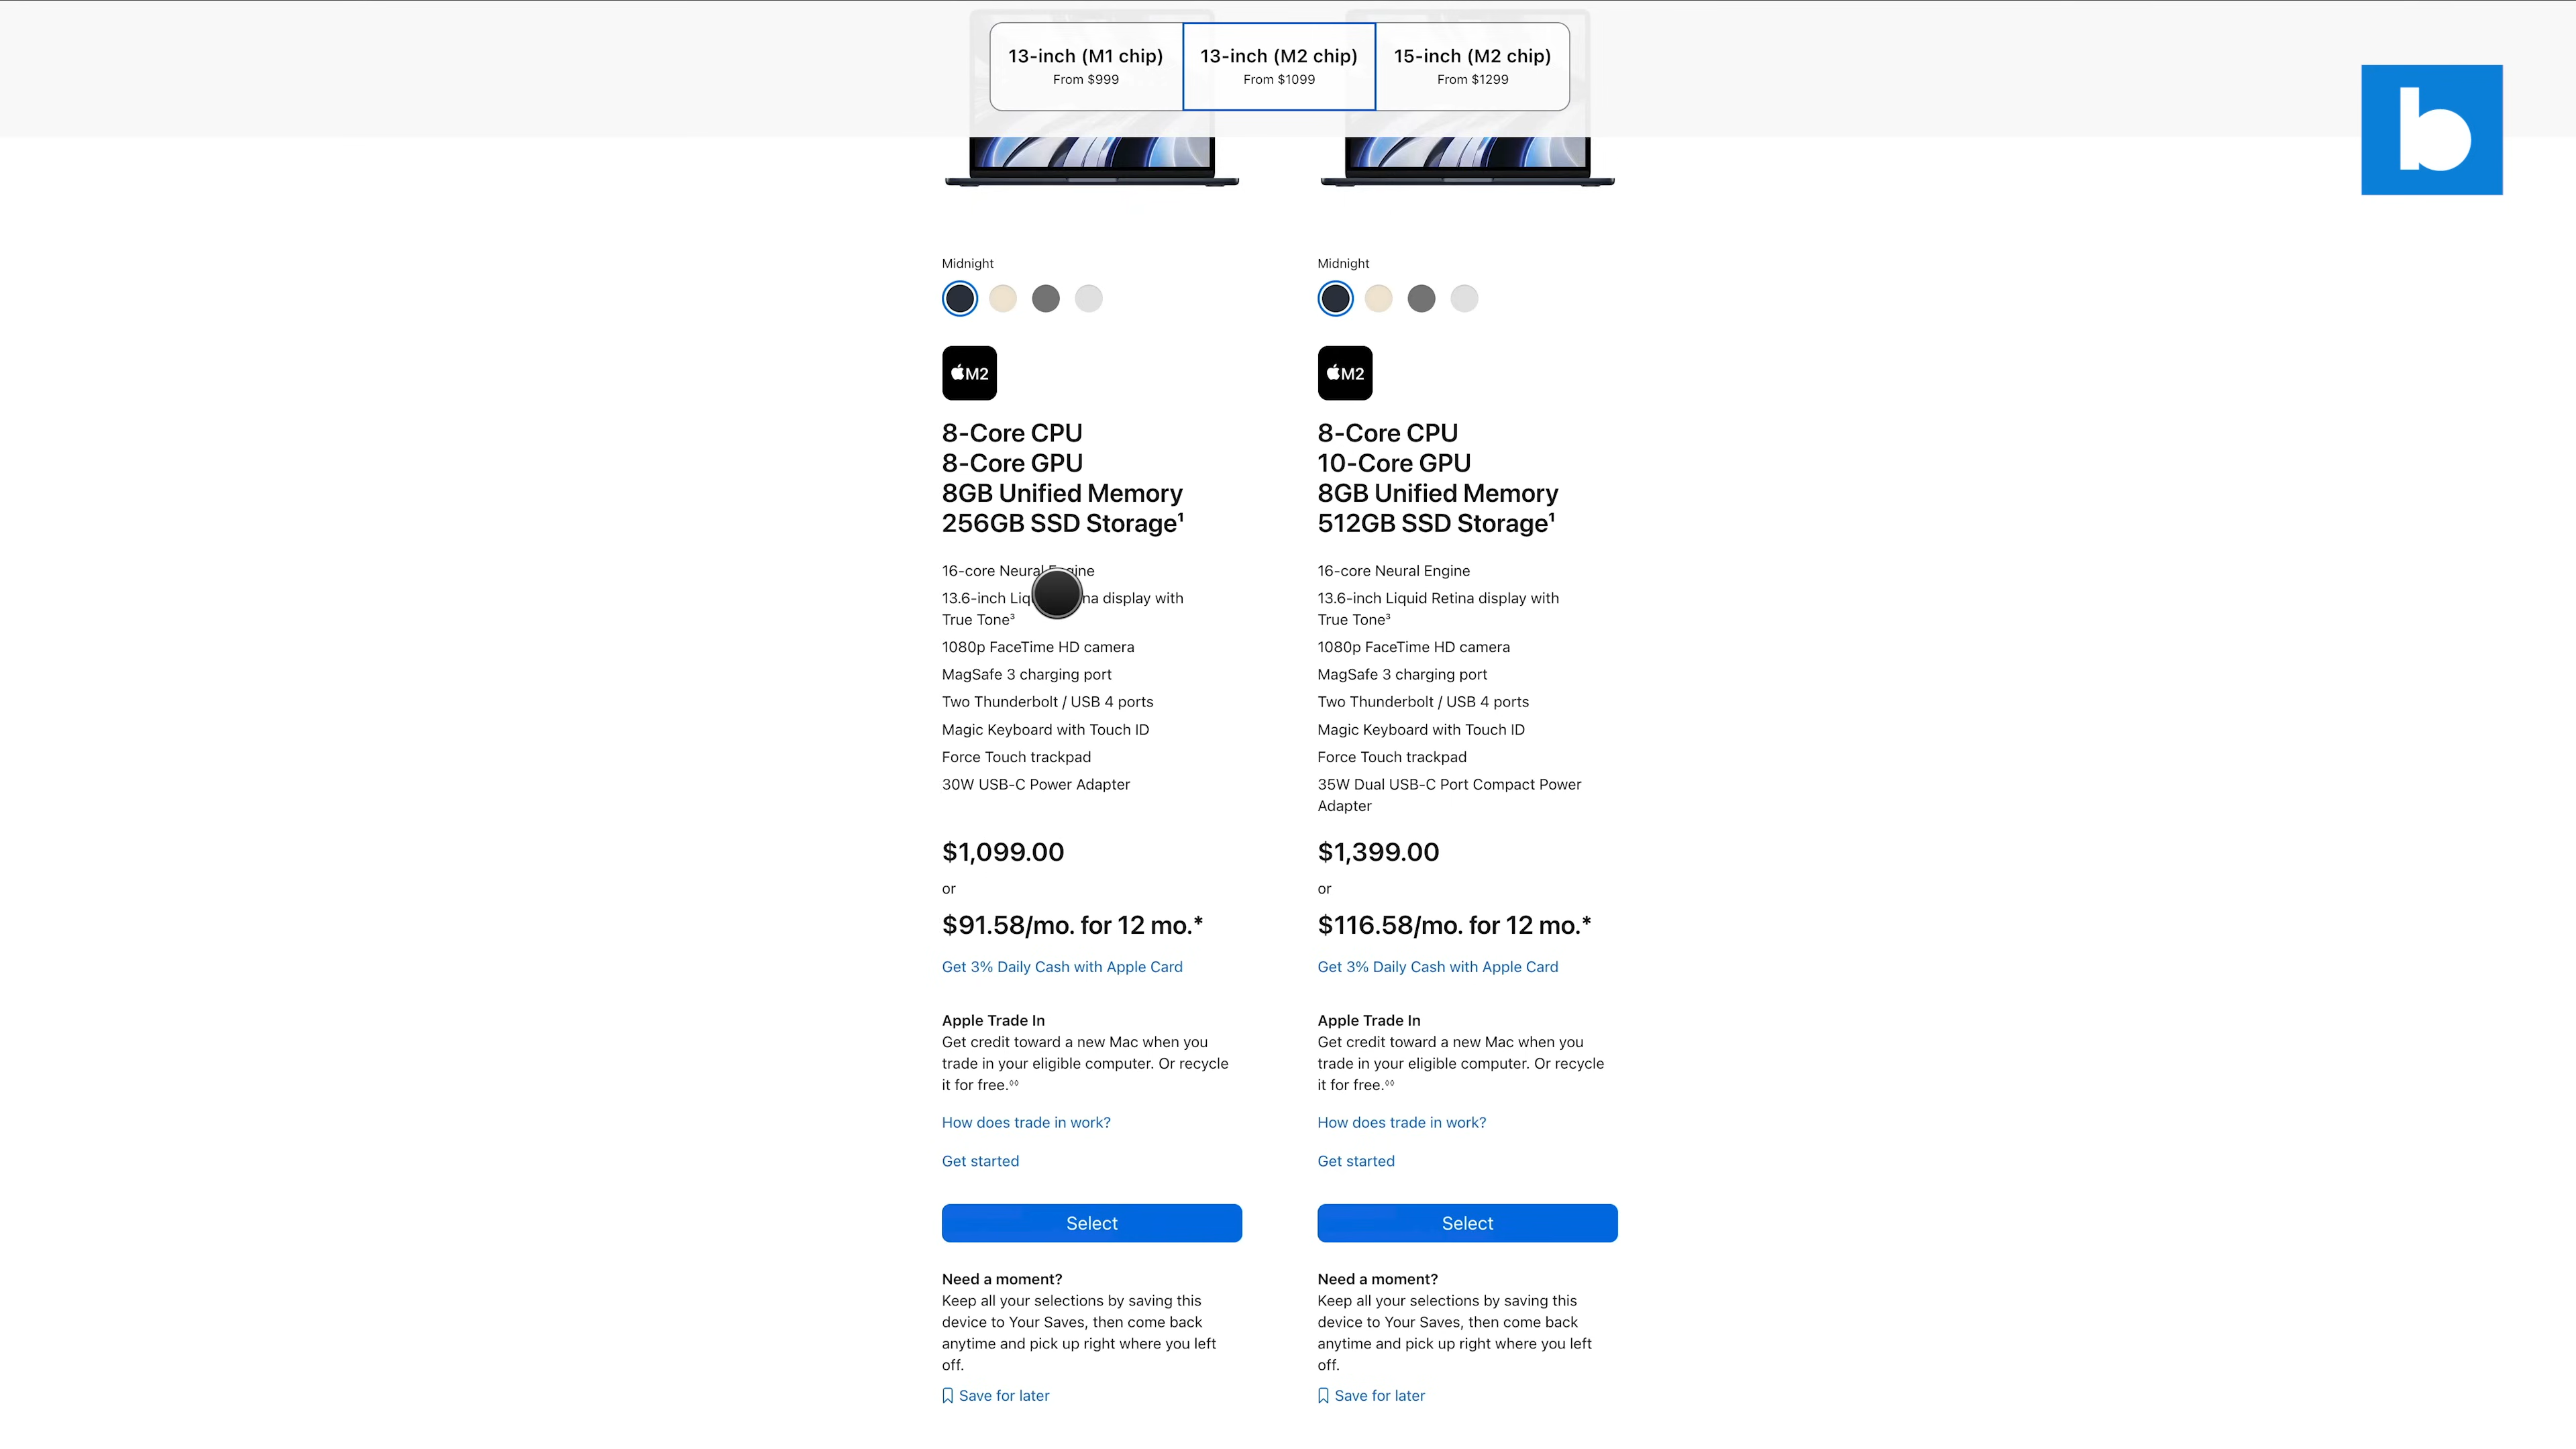 13-inch (M1 chip)
From $999
13-inch (M2 chip)
From $1099
15-inch (M2 chip)
From $1299
b
Midnight
M2
8-Core CPU
8-Core GPU
8GB Unified Memory
256GB SSD Storage¹
16-core Neural Engine
13.6-inch Liquid Retina display with
True Tone³
1080p FaceTime HD camera
MagSafe 3 charging port
Two Thunderbolt / USB 4 ports
Magic Keyboard with Touch ID
Force Touch trackpad
30W USB-C Power Adapter
$1,099.00
or
$91.58/mo. for 12 mo.*
Get 3% Daily Cash with Apple Card
Apple Trade In
Get credit toward a new Mac when you
trade in your eligible computer. Or recycle
it for free.◊◊
How does trade in work?
Get started
Select
Need a moment?
Keep all your selections by saving this
device to Your Saves, then come back
anytime and pick up right where you left
off.
Save for later
Midnight
M2
8-Core CPU
10-Core GPU
8GB Unified Memory
512GB SSD Storage¹
16-core Neural Engine
13.6-inch Liquid Retina display with
True Tone³
1080p FaceTime HD camera
MagSafe 3 charging port
Two Thunderbolt / USB 4 ports
Magic Keyboard with Touch ID
Force Touch trackpad
35W Dual USB-C Port Compact Power
Adapter
$1,399.00
or
$116.58/mo. for 12 mo.*
Get 3% Daily Cash with Apple Card
Apple Trade In
Get credit toward a new Mac when you
trade in your eligible computer. Or recycle
it for free.◊◊
How does trade in work?
Get started
Select
Need a moment?
Keep all your selections by saving this
device to Your Saves, then come back
anytime and pick up right where you left
off.
Save for later